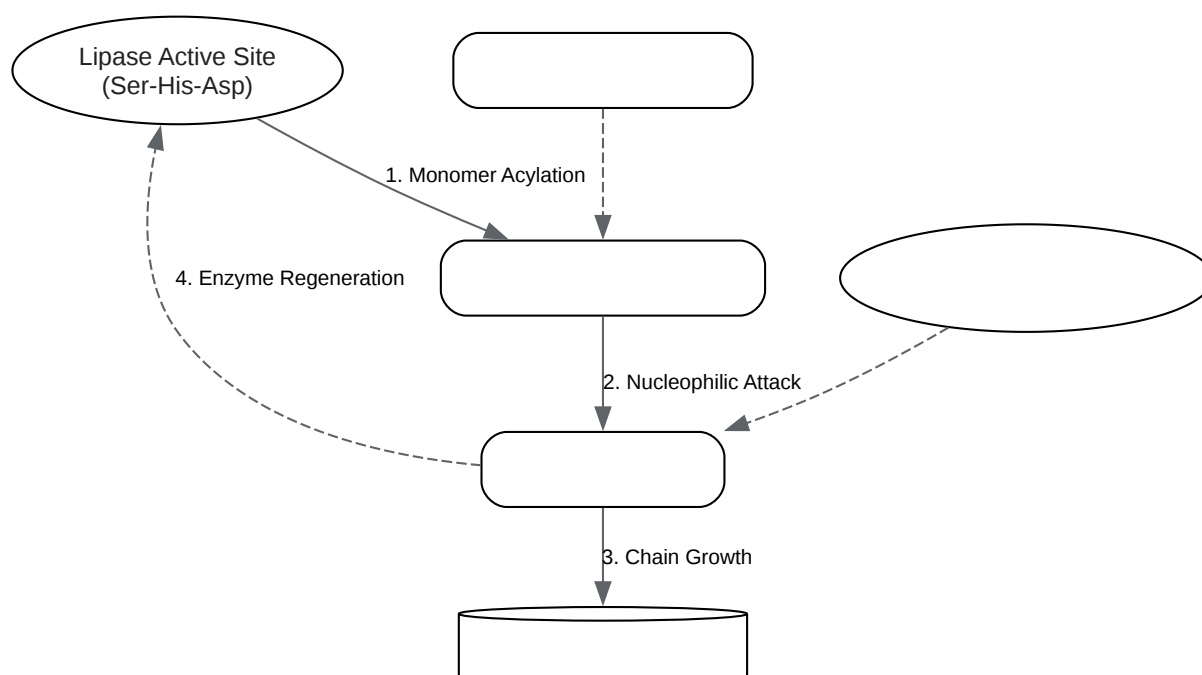 Lipase Active Site
(Ser-His-Asp)
1. Monomer Acylation
4. Enzyme Regeneration
2. Nucleophilic Attack
3. Chain Growth